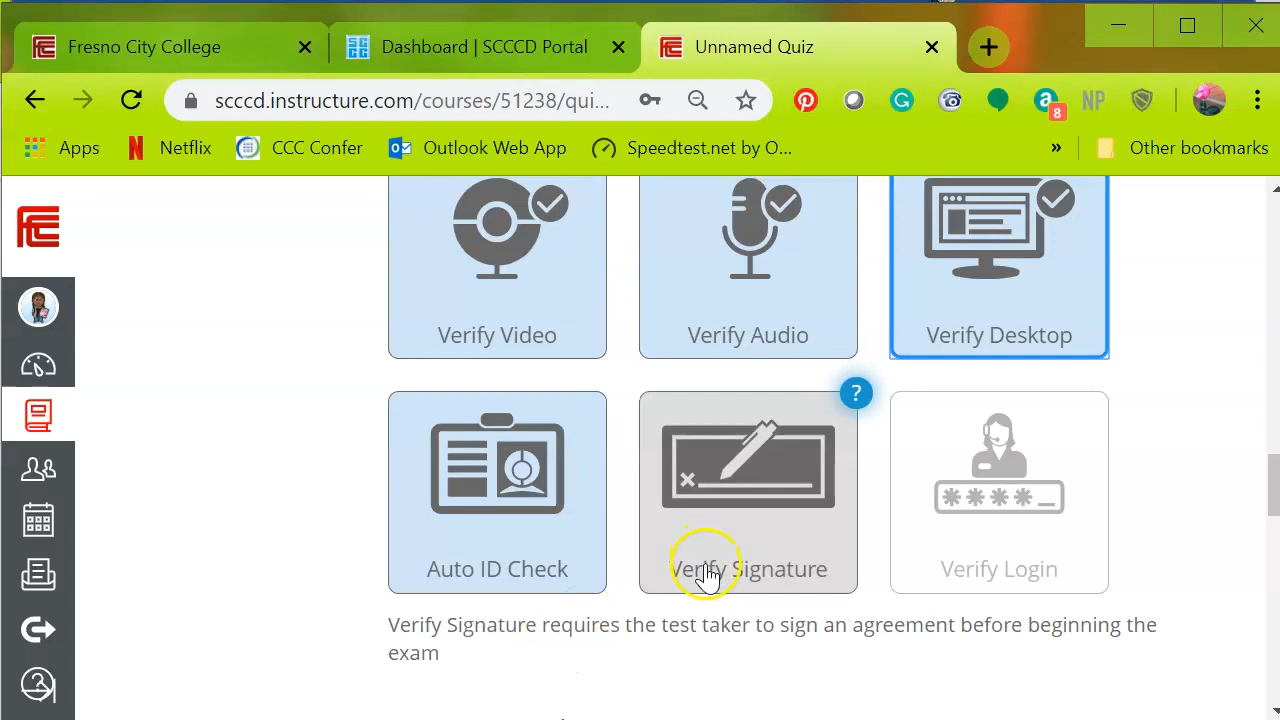 Fresno City College
Dashboard | SCCCD Portal
Unnamed Quiz
scccd.instructure.com/courses/51238/qui...
8
NP
Apps
Netflix
CCC Confer
Outlook Web App
Speedtest.net by O...
»
Other bookmarks
Verify Video
Verify Audio
Verify Desktop
?
Auto ID Check
Verify Signature
Verify Login
Verify Signature requires the test taker to sign an agreement before beginning the
exam